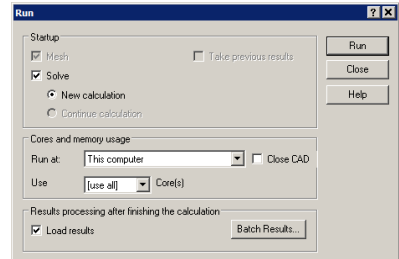 Run
Startup
Mesh
Take previous results
Solve
New calculation
Continue calculation
Run
Close
Help
Cores and memory usage
Run at: This computer Close CAD
Use [use all] Core(s)
Results processing after finishing the calculation
Load results
Batch Results...